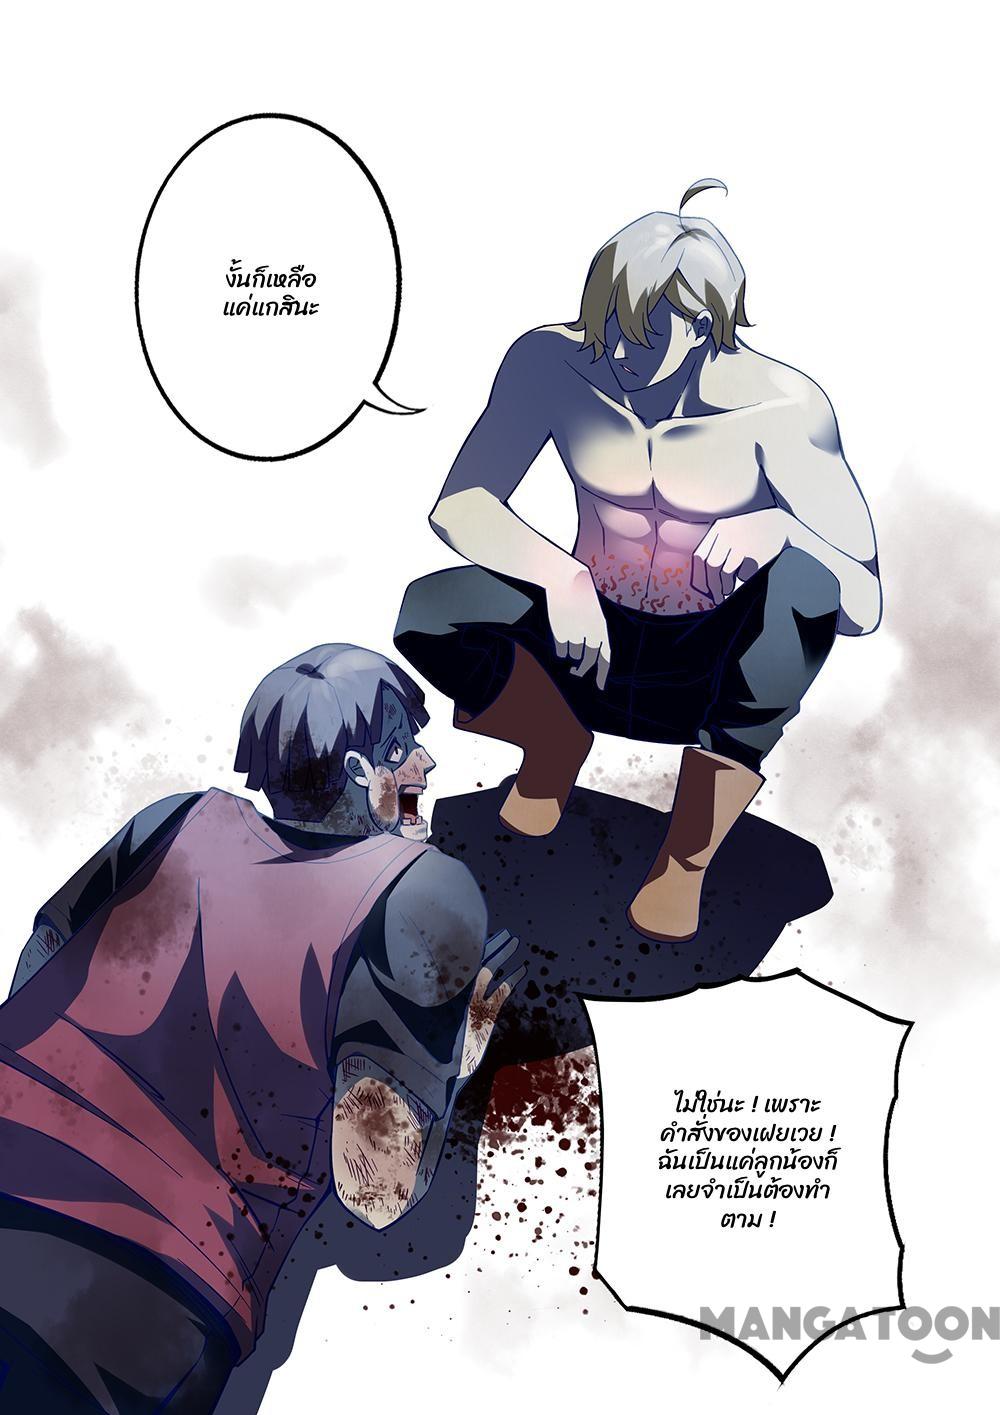 งั้นก็เหลือ
แค่แกสินะ
ไม่ใช่นะ ! เพราะ
คำสั่งของเฝยเวย !
ฉันเป็นแค่ลูกน้องก็
เลยจำเป็นต้องทำ
ตาม !
MANGATOON